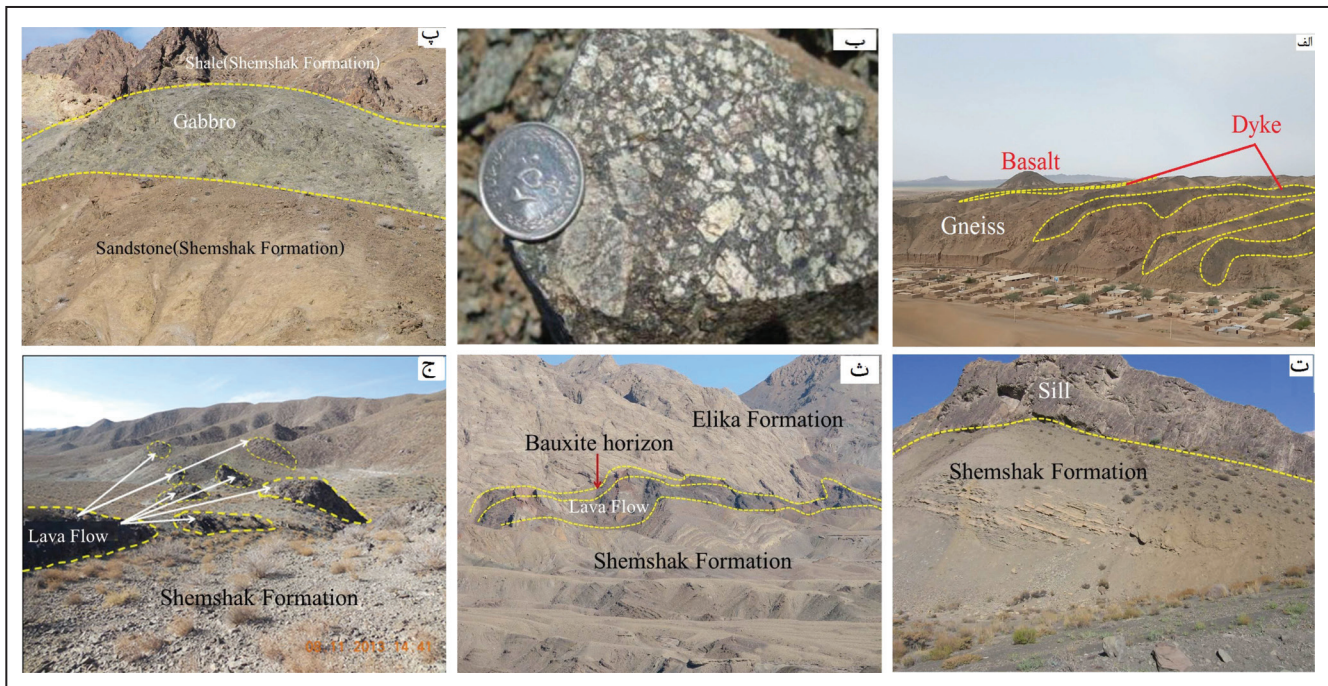 الف
Dyke
Basalt
Gneiss
ب
۲۵۰
پ
Shale(Shemshak Formation)
Gabbro
Sandstone(Shemshak Formation)
ت
Sill
Shemshak Formation
ث
Elika Formation
Bauxite horizon
Lava Flow
Shemshak Formation
ج
Lava Flow
Shemshak Formation